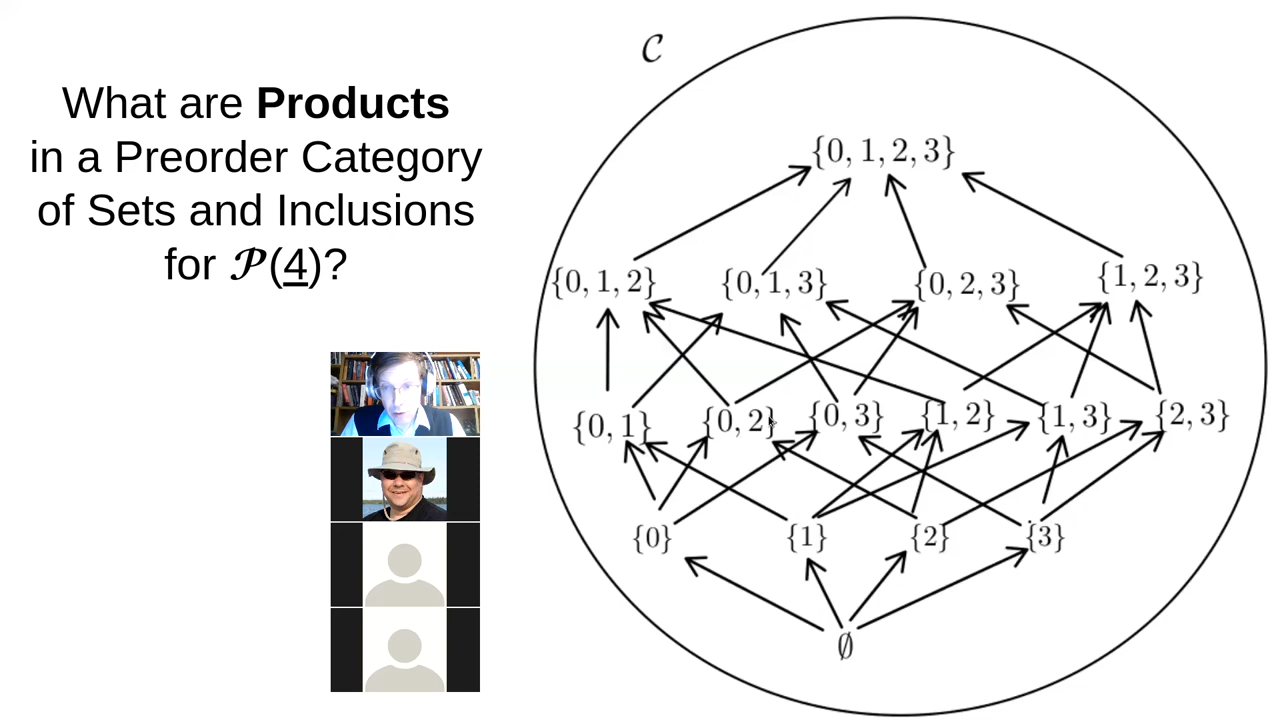 What are Products
in a Preorder Category
of Sets and Inclusions
for 𝒫(4)?
𝒞
{0, 1, 2, 3}
{0, 1, 2} {0, 1, 3} {0, 2, 3} {1, 2, 3}
{0, 1} {0, 2} {0, 3} {1, 2} {1, 3} {2, 3}
{0} {1} {2} {3}
∅